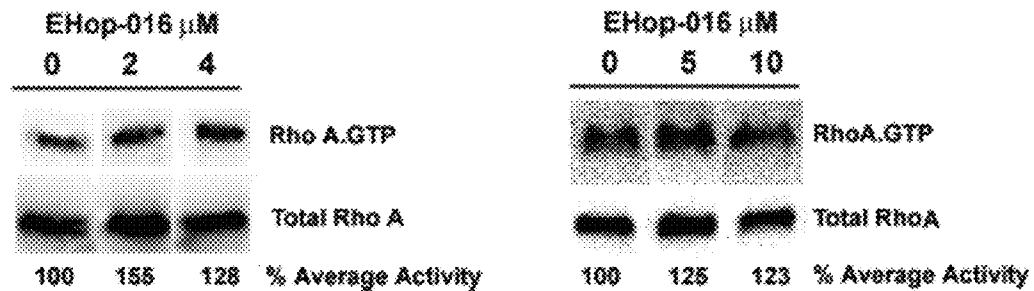 EHop-016 µM
0 2 4
Rho A.GTP
Total Rho A
100 155 128 % Average Activity
EHop-016 µM
0 5 10
RhoA.GTP
Total RhoA
100 125 123 % Average Activity